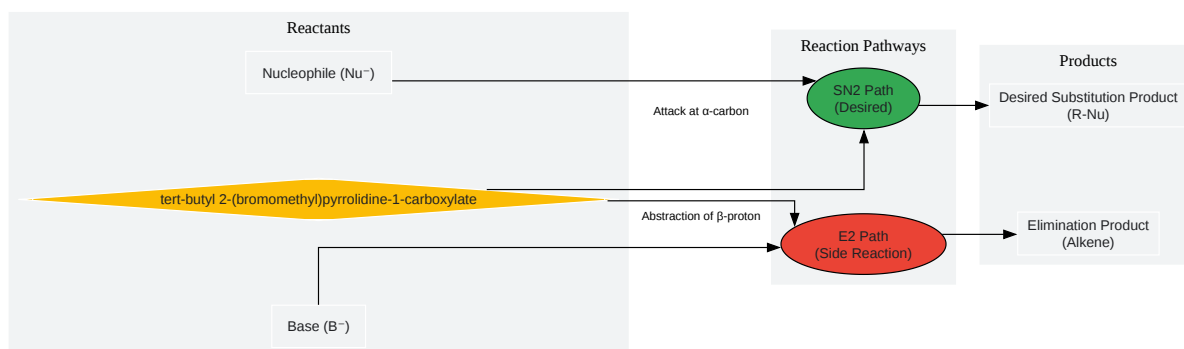 Reactants
Nucleophile (Nu⁻)
tert-butyl 2-(bromomethyl)pyrrolidine-1-carboxylate
Base (B⁻)
Attack at α-carbon
Abstraction of β-proton
Reaction Pathways
SN2 Path
(Desired)
E2 Path
(Side Reaction)
Products
Desired Substitution Product
(R-Nu)
Elimination Product
(Alkene)